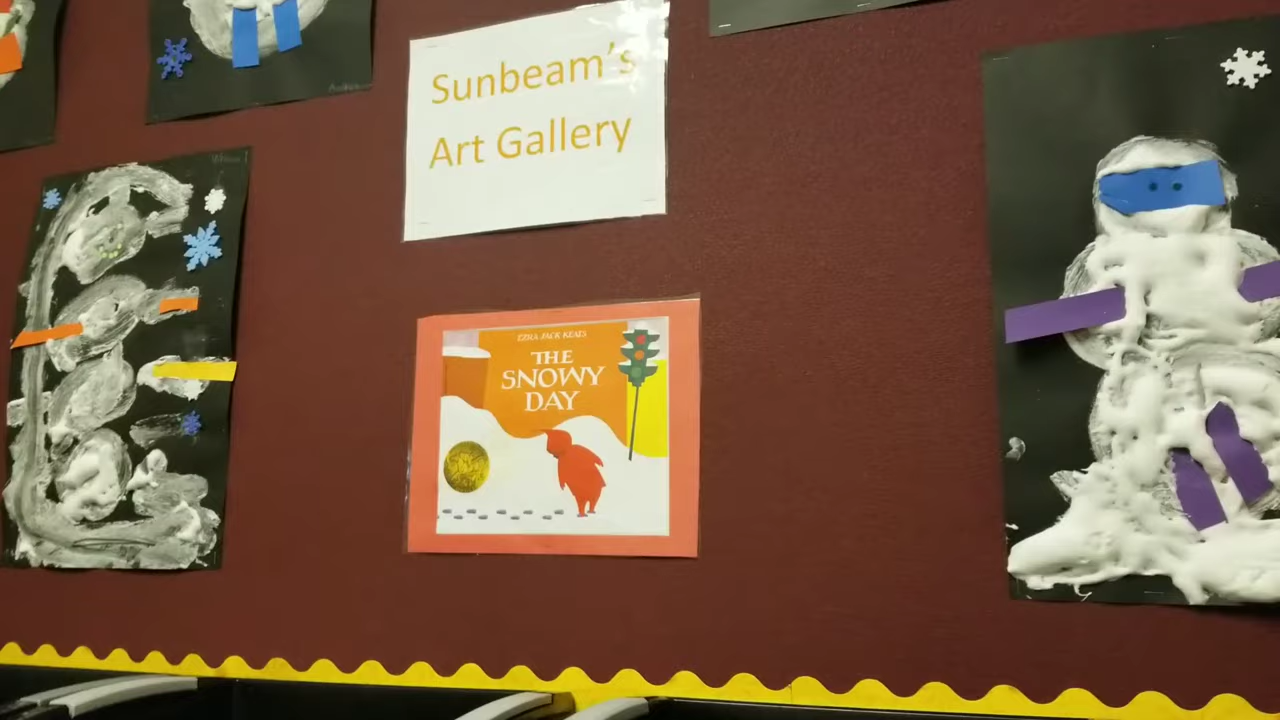 Sunbeam's
Art Gallery
EZRA JACK KEATS
THE
SNOWY
DAY